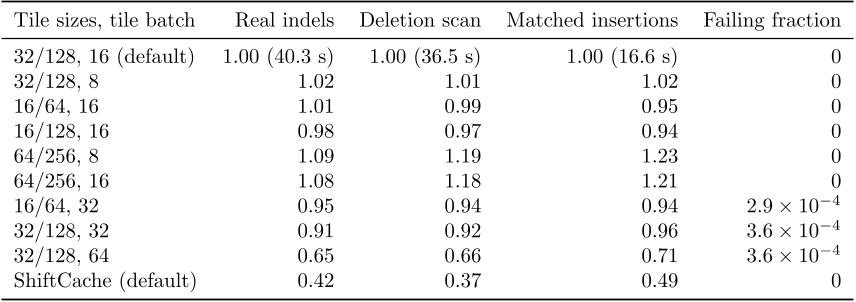 Tile sizes, tile batch Real indels Deletion scan Matched insertions Failing fraction
32/128, 16 (default) 1.00 (40.3 s) 1.00 (36.5 s) 1.00 (16.6 s) 0
32/128, 8 1.02 1.01 1.02 0
16/64, 16 1.01 0.99 0.95 0
16/128, 16 0.98 0.97 0.94 0
64/256, 8 1.09 1.19 1.23 0
64/256, 16 1.08 1.18 1.21 0
16/64, 32 0.95 0.94 0.94 2.9 × 10⁻⁴
32/128, 32 0.91 0.92 0.96 3.6 × 10⁻⁴
32/128, 64 0.65 0.66 0.71 3.6 × 10⁻⁴
ShiftCache (default) 0.42 0.37 0.49 0